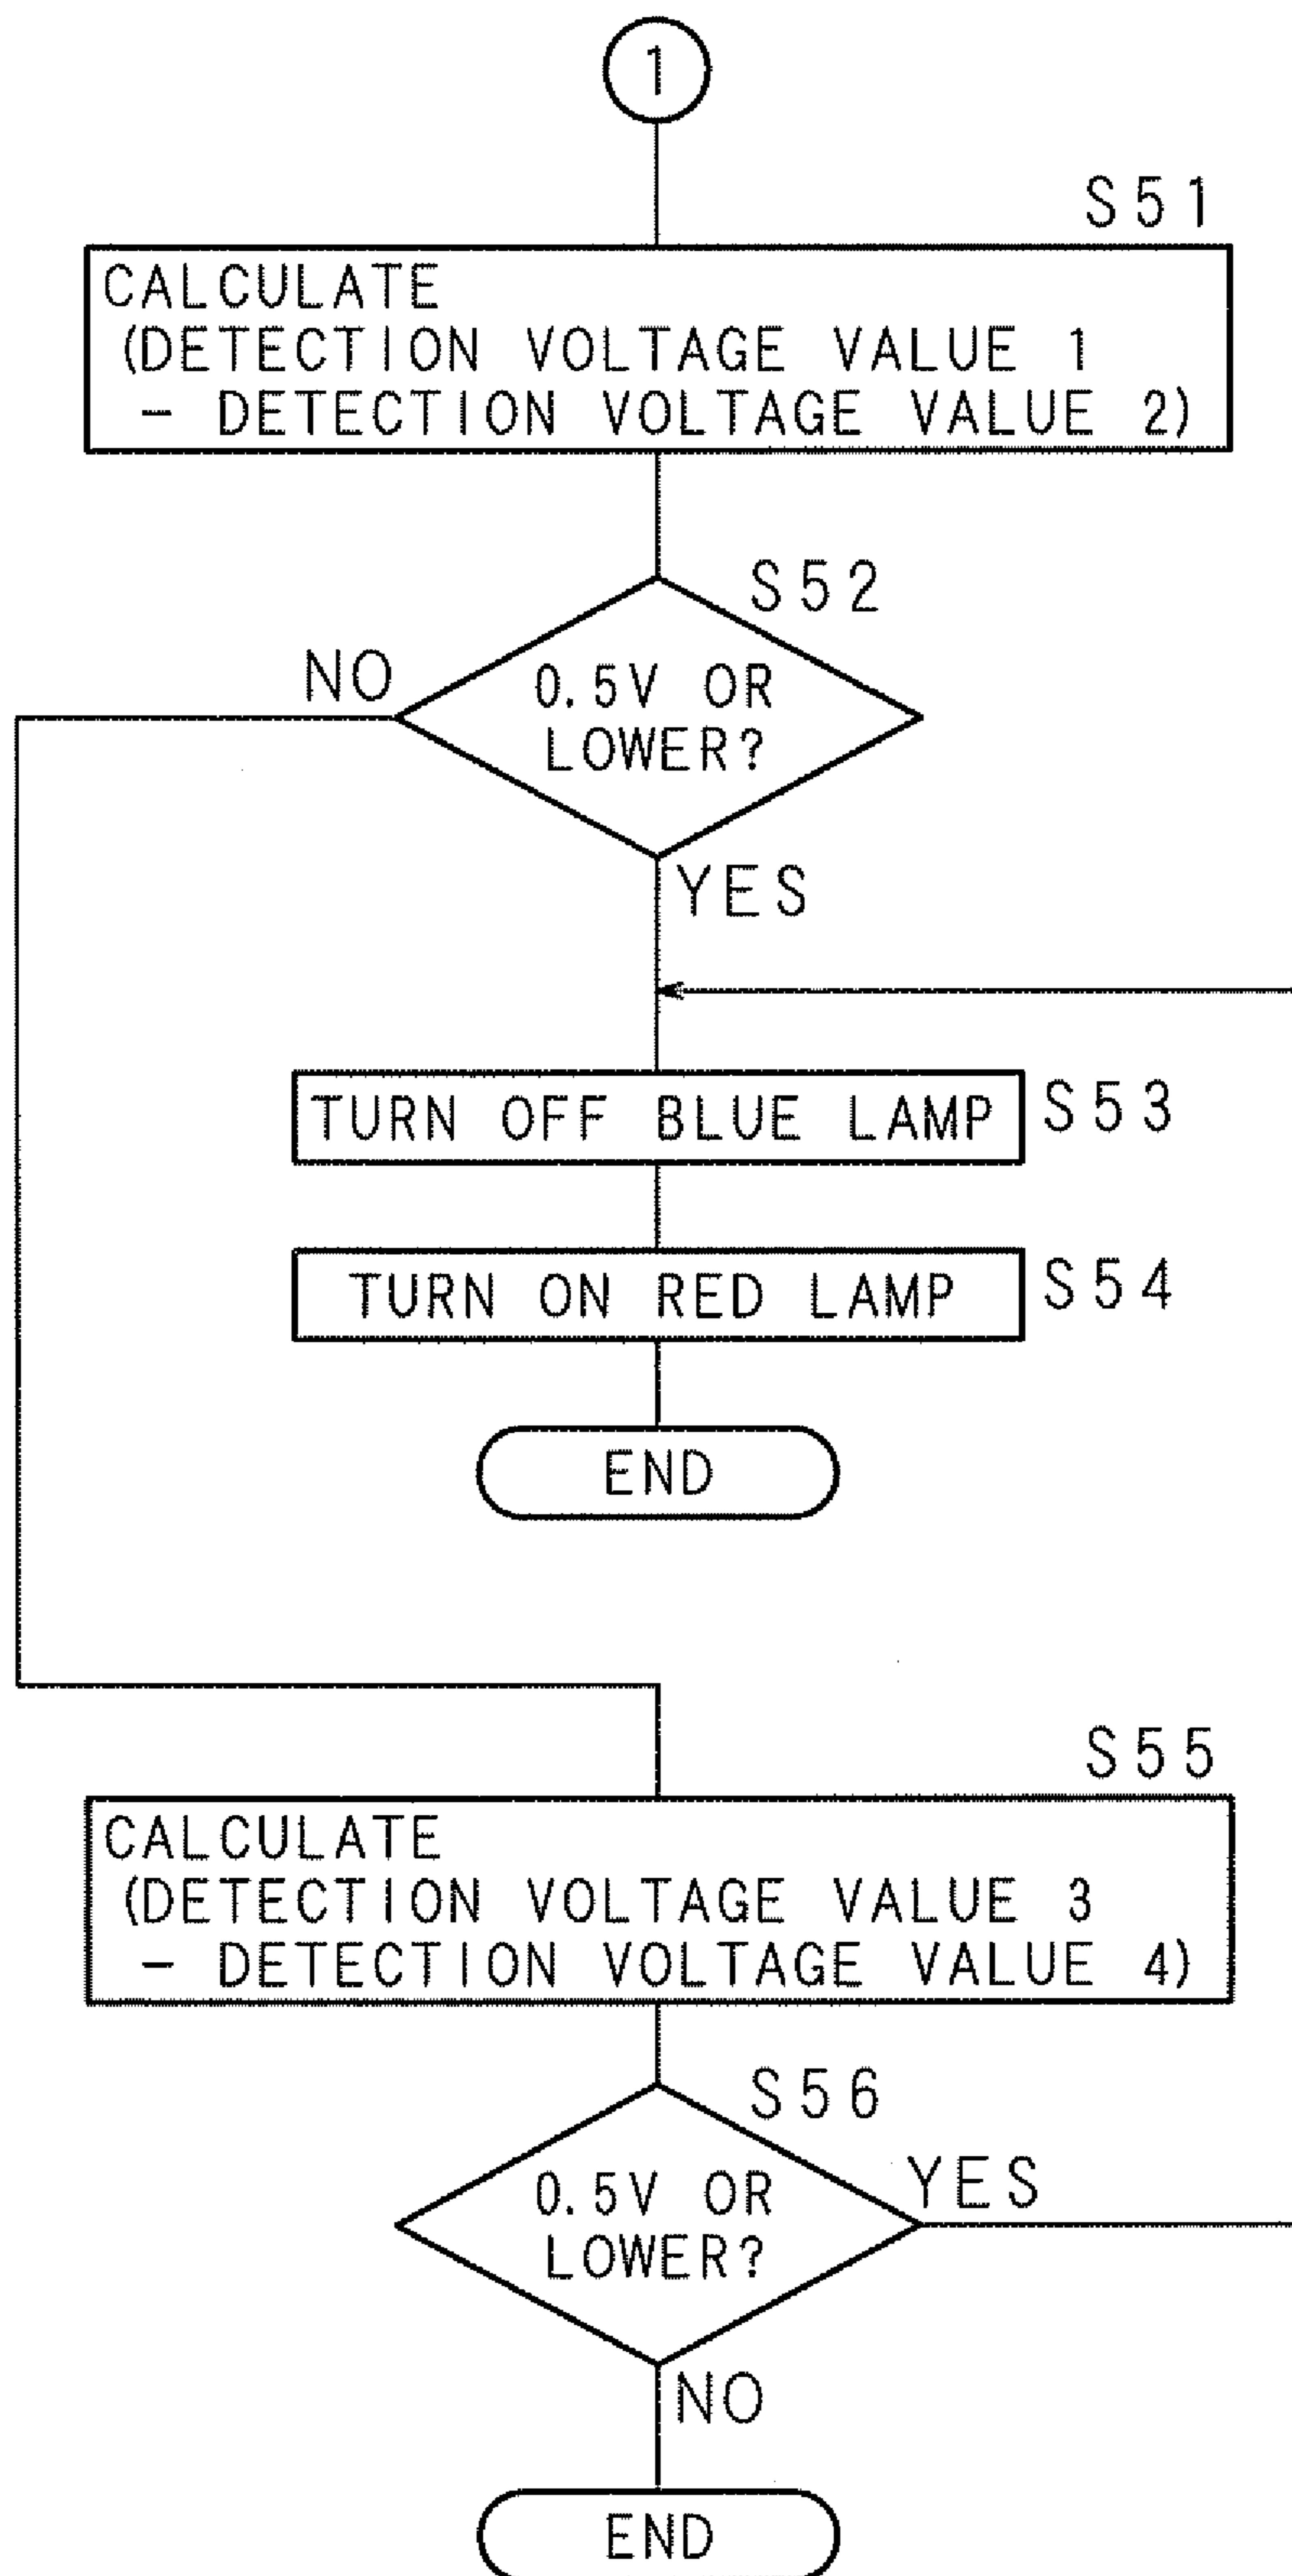 1
S51
CALCULATE
(DETECTION VOLTAGE VALUE 1
- DETECTION VOLTAGE VALUE 2)
S52
NO
0.5V OR
LOWER?
YES
TURN OFF BLUE LAMP
S53
TURN ON RED LAMP
S54
END
S55
CALCULATE
(DETECTION VOLTAGE VALUE 3
- DETECTION VOLTAGE VALUE 4)
S56
0.5V OR
LOWER?
YES
NO
END